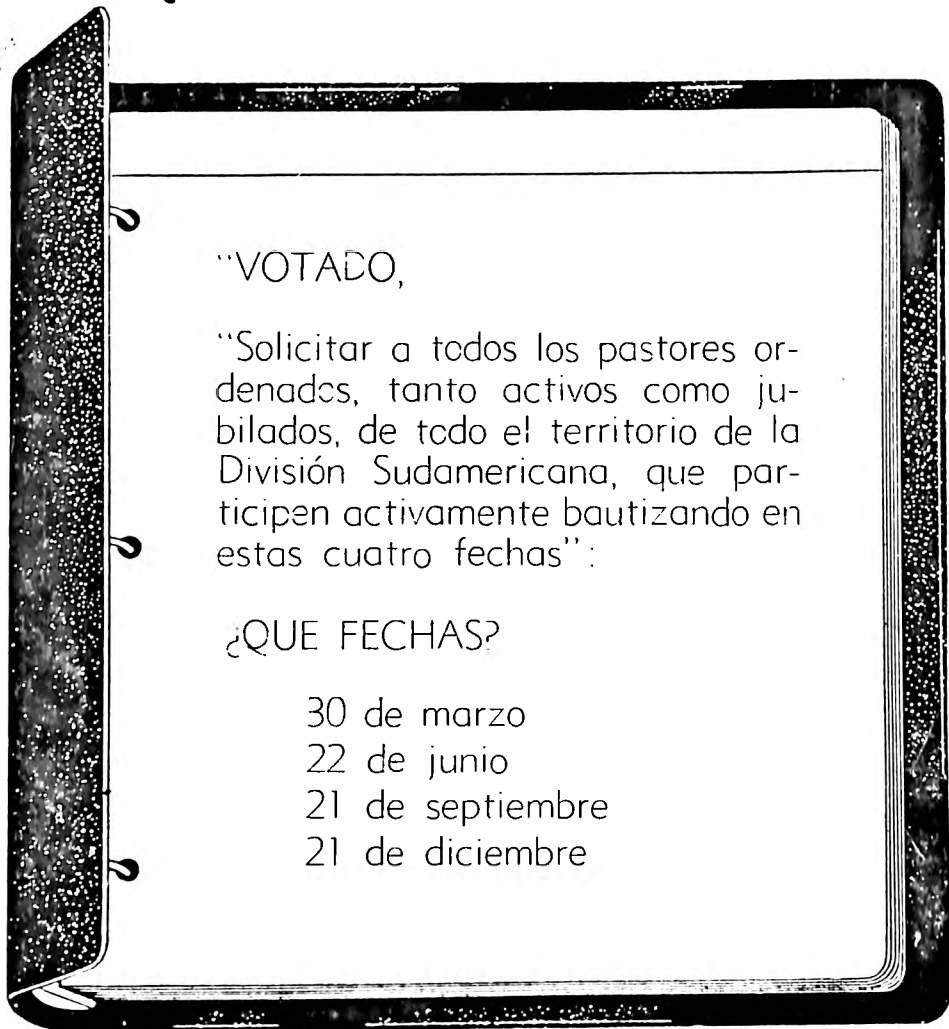 "VOTADO,
"Solicitar a todos los pastores or-
denados, tanto activos como ju-
bilados, de todo el territorio de la
División Sudamericana, que par-
ticipen activamente bautizando en
estas cuatro fechas":
¿QUE FECHAS?
30 de marzo
22 de junio
21 de septiembre
21 de diciembre